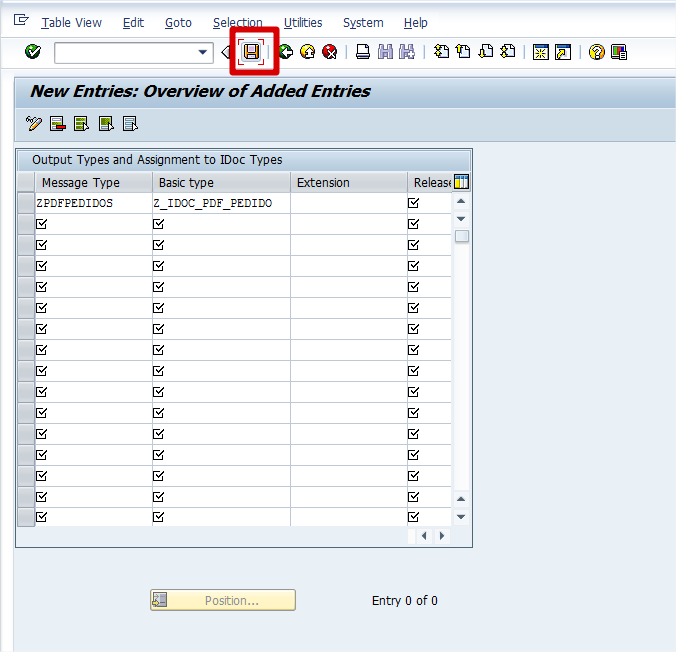 Table View Edit Goto Selection Utilities System Help
New Entries: Overview of Added Entries
Output Types and Assignment to IDoc Types
Message Type Basic type Extension Release
ZPDFPEDIDOS Z_IDOC_PDF_PEDIDO
Position... Entry 0 of 0